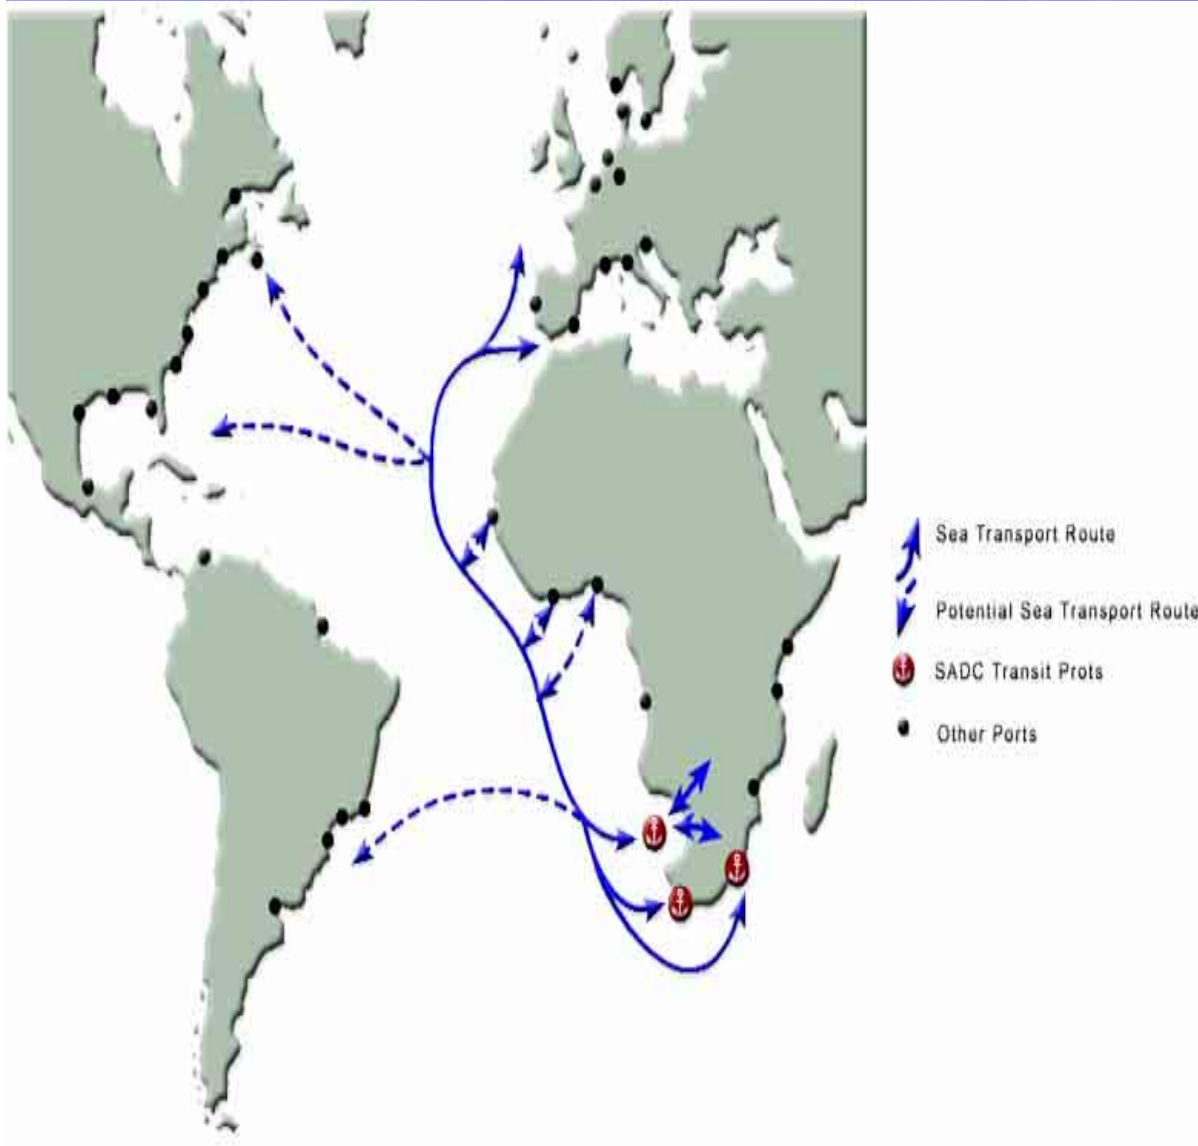 Sea Transport Route
Potential Sea Transport Route
SADC Transit Prots
Other Ports